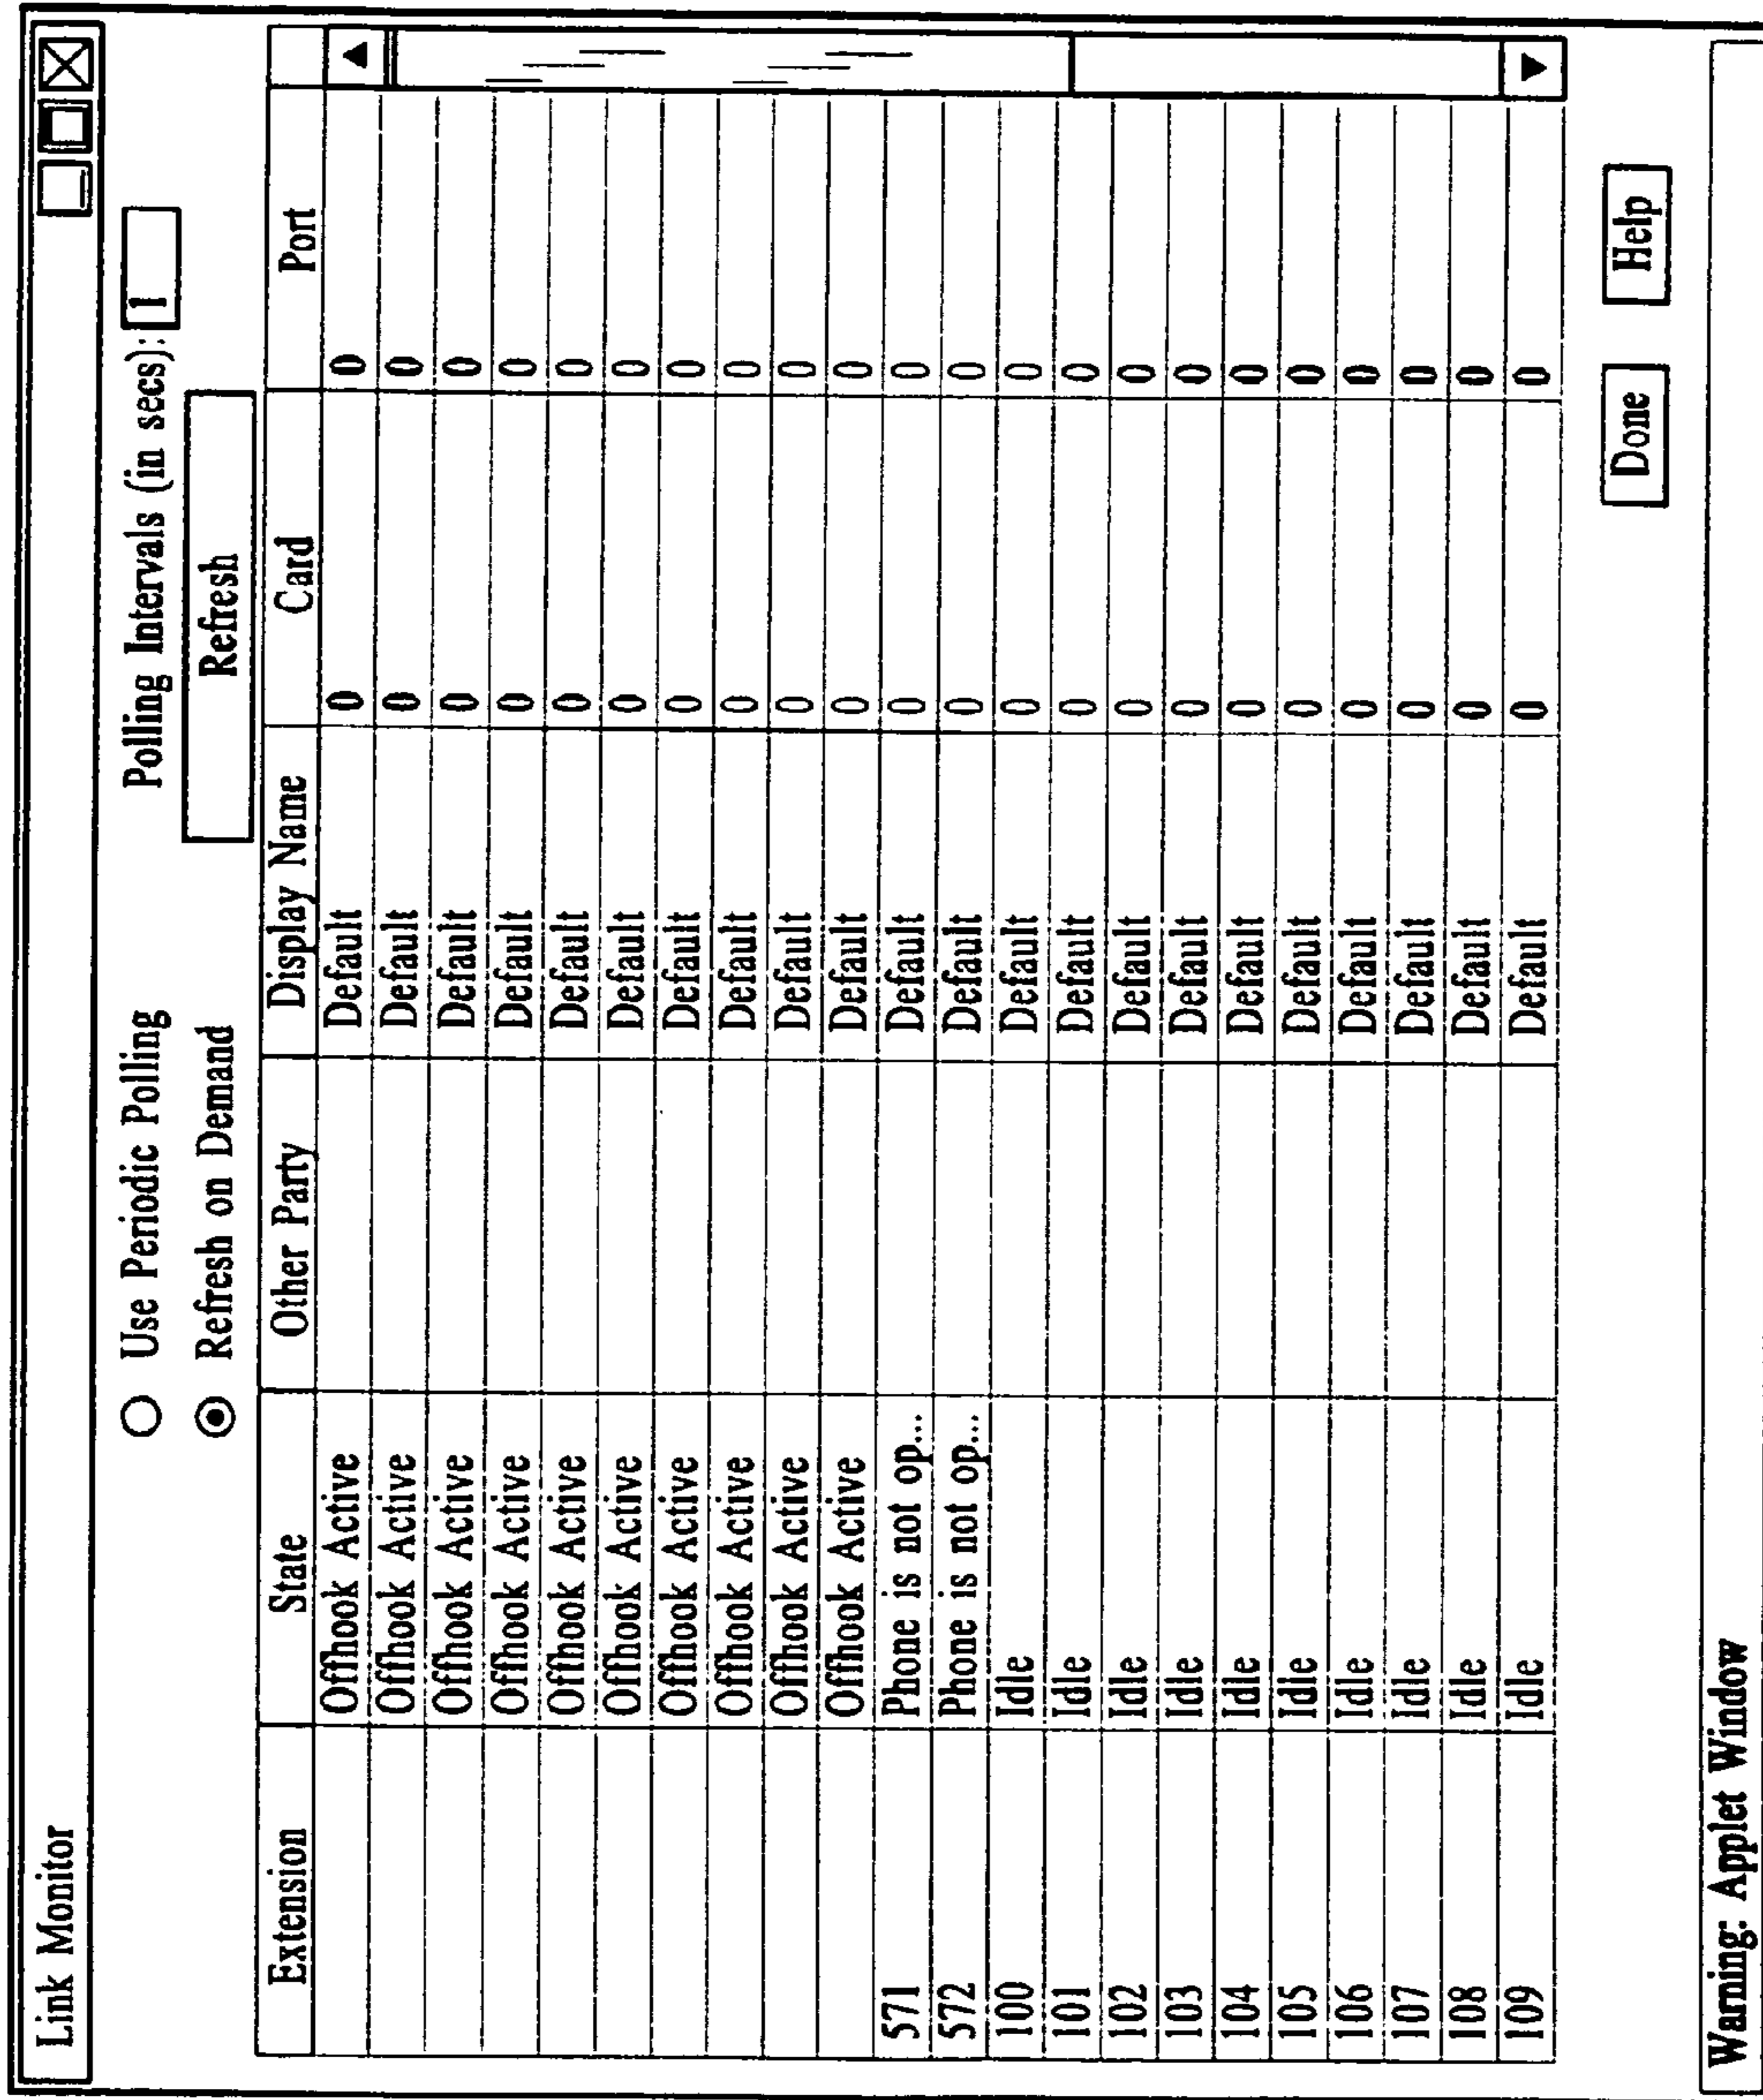 Link Monitor
Use Periodic Polling Polling Intervals (in secs): 1
Refresh on Demand Refresh
Extension State Other Party Display Name Card Port
Offhook Active Default 0 0
Offhook Active Default 0 0
Offhook Active Default 0 0
Offhook Active Default 0 0
Offhook Active Default 0 0
Offhook Active Default 0 0
Offhook Active Default 0 0
Offhook Active Default 0 0
Offhook Active Default 0 0
Offhook Active Default 0 0
571 Phone is not op... Default 0 0
572 Phone is not op... Default 0 0
100 Idle Default 0 0
101 Idle Default 0 0
102 Idle Default 0 0
103 Idle Default 0 0
104 Idle Default 0 0
105 Idle Default 0 0
106 Idle Default 0 0
107 Idle Default 0 0
108 Idle Default 0 0
109 Idle Default 0 0
Done Help
Warning: Applet Window